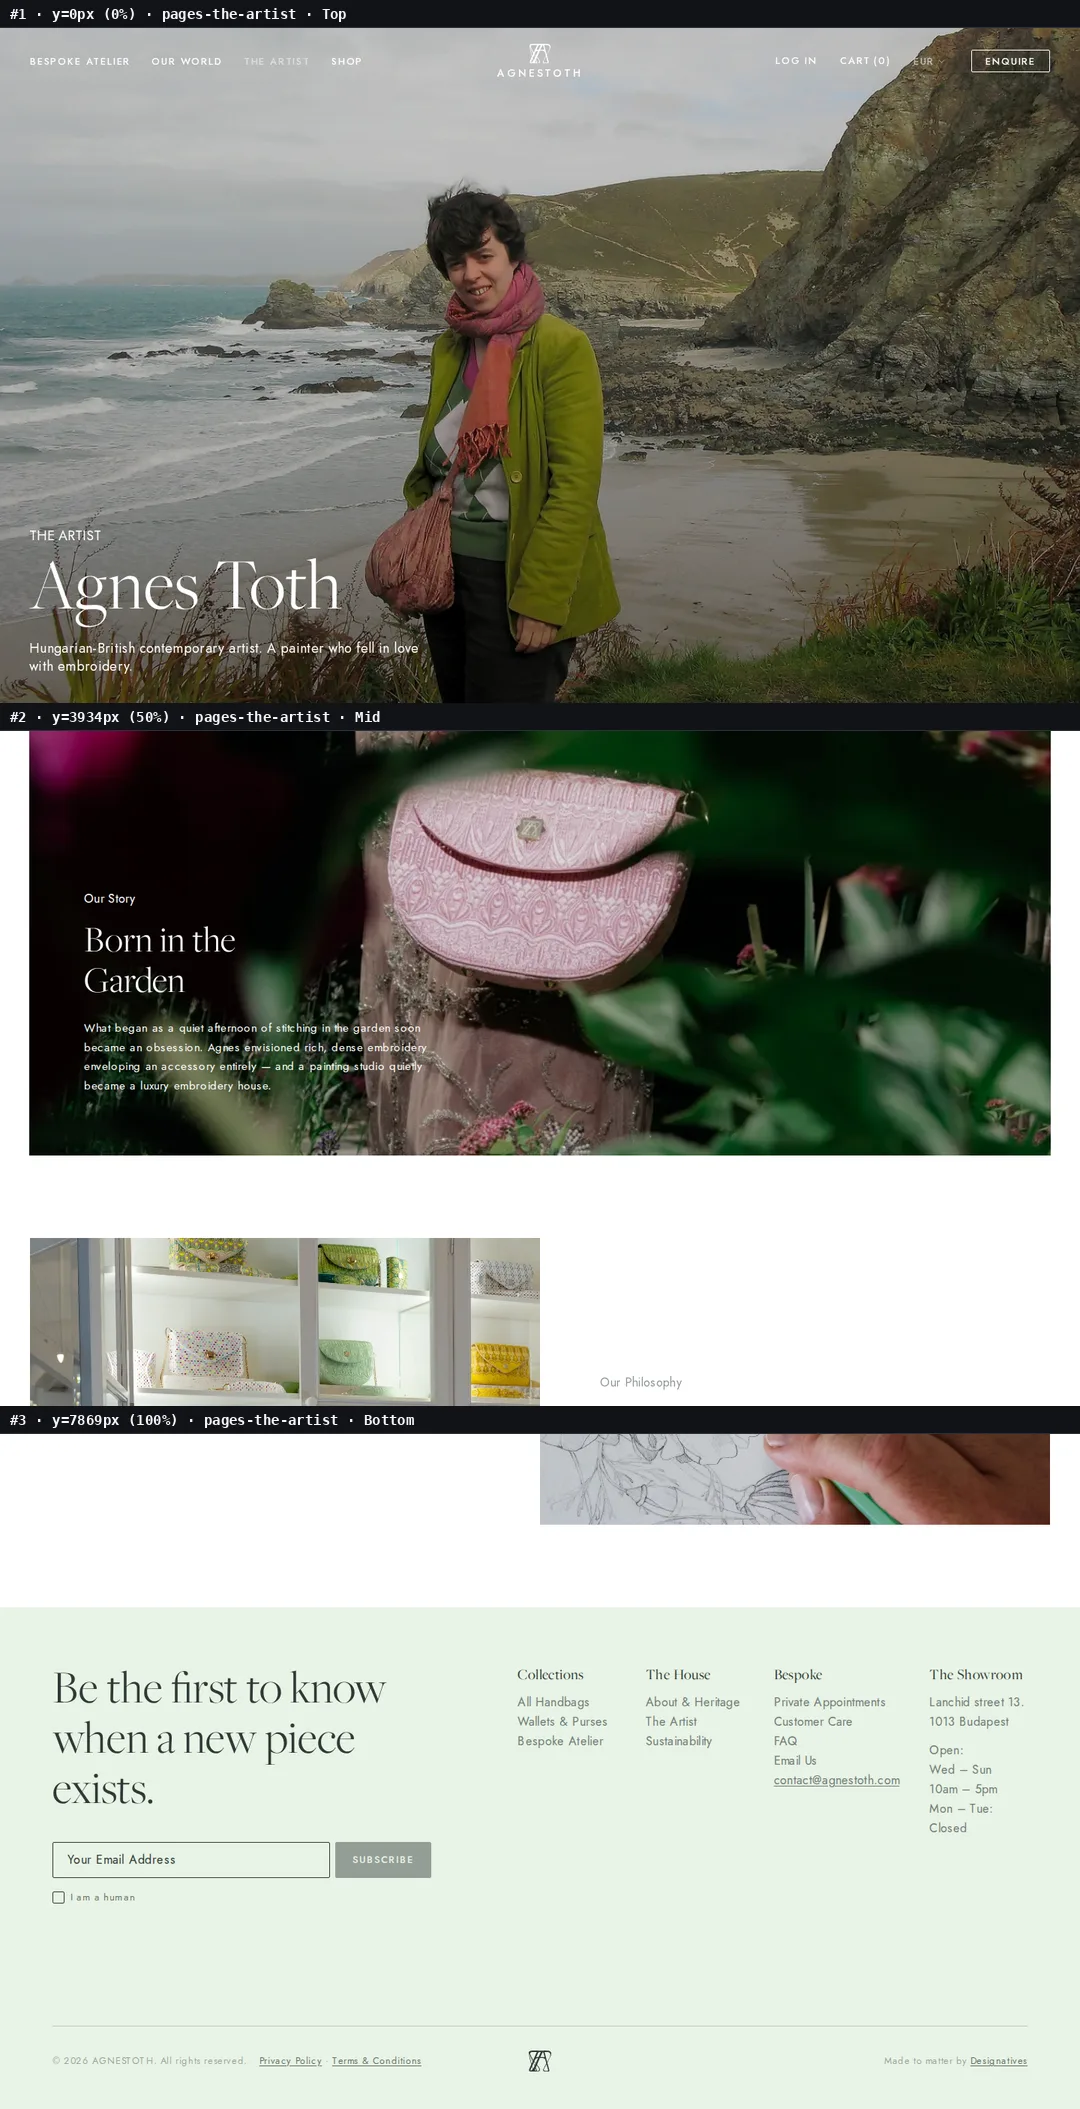 #1 · y=0px (0%) · pages-the-artist · Top
BESPOKE ATELIER OUR WORLD THE ARTIST SHOP
AGNESTOTH
LOG IN CART (0) EUR ENQUIRE
THE ARTIST
Agnes Toth
Hungarian-British contemporary artist. A painter who fell in love
with embroidery.
#2 · y=3934px (50%) · pages-the-artist · Mid
Our Story
Born in the
Garden
What began as a quiet afternoon of stitching in the garden soon
became an obsession. Agnes envisioned rich, dense embroidery
enveloping an accessory entirely — and a painting studio quietly
became a luxury embroidery house.
Our Philosophy
#3 · y=7869px (100%) · pages-the-artist · Bottom
Be the first to know
when a new piece
exists.
Your Email Address
SUBSCRIBE
I am a human
Collections
All Handbags
Wallets & Purses
Bespoke Atelier
The House
About & Heritage
The Artist
Sustainability
Bespoke
Private Appointments
Customer Care
FAQ
Email Us
contact@agnestoth.com
The Showroom
Lanchid street 13.
1013 Budapest
Open:
Wed – Sun
10am – 5pm
Mon – Tue:
Closed
© 2026 AGNESTOTH. All rights reserved. Privacy Policy · Terms & Conditions
Made to matter by Designatives